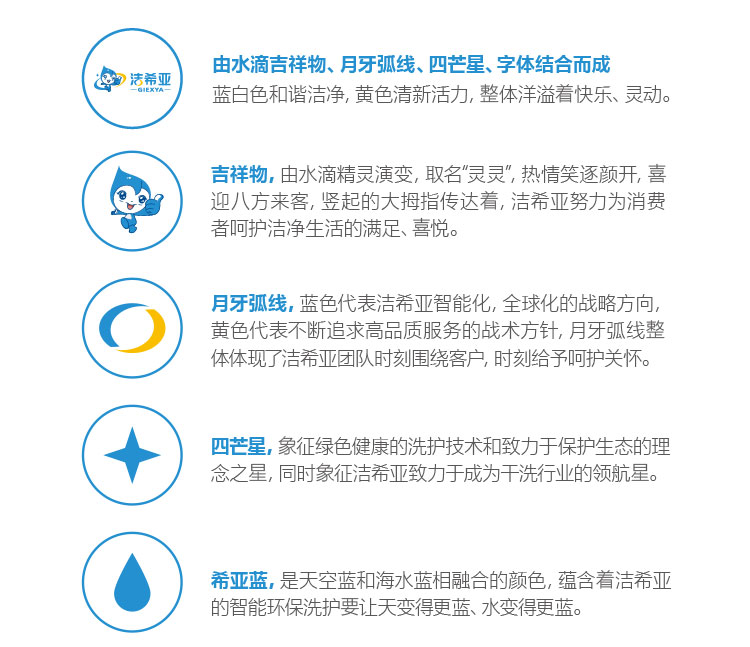 洁希亚
GIEXYA
由水滴吉祥物、月牙弧线、四芒星、字体结合而成
蓝白色和谐洁净, 黄色清新活力, 整体洋溢着快乐、灵动。
吉祥物, 由水滴精灵演变, 取名“灵灵”, 热情笑逐颜开, 喜
迎八方来客, 竖起的大拇指传达着, 洁希亚努力为消费
者呵护洁净生活的满足、喜悦。
月牙弧线, 蓝色代表洁希亚智能化, 全球化的战略方向,
黄色代表不断追求高品质服务的战术方针, 月牙弧线整
体体现了洁希亚团队时刻围绕客户, 时刻给予呵护关怀。
四芒星, 象征绿色健康的洗护技术和致力于保护生态的理
念之星, 同时象征洁希亚致力于成为干洗行业的领航星。
希亚蓝, 是天空蓝和海水蓝相融合的颜色, 蕴含着洁希亚
的智能环保洗护要让天变得更蓝、水变得更蓝。